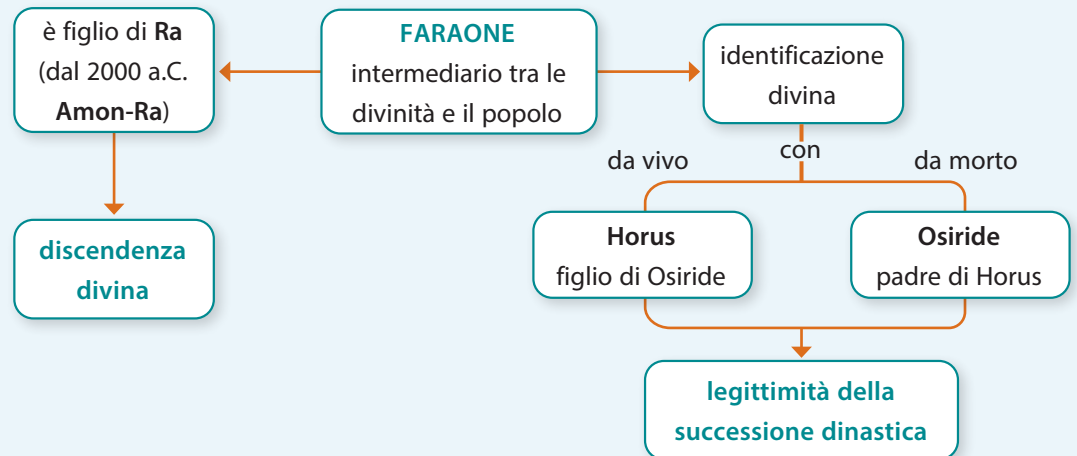 è figlio di Ra
(dal 2000 a.C.
Amon-Ra)
FARAONE
intermediario tra le
divinità e il popolo
identificazione
divina
con
da vivo
da morto
discendenza
divina
Horus
figlio di Osiride
Osiride
padre di Horus
legittimità della
successione dinastica